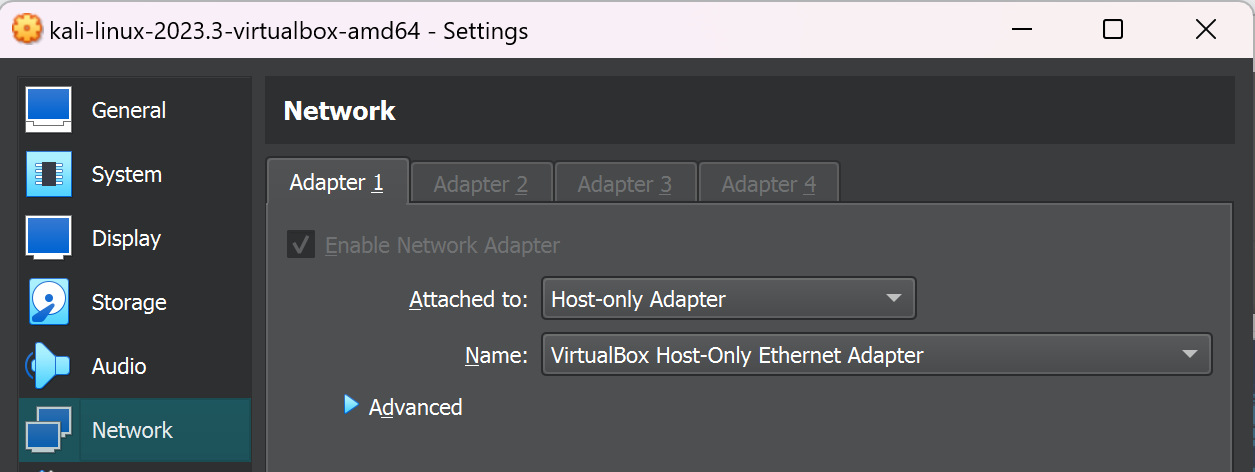 kali-linux-2023.3-virtualbox-amd64 - Settings
General
System
Display
Storage
Audio
Network
Network
Adapter 1 Adapter 2 Adapter 3 Adapter 4
Enable Network Adapter
Attached to: Host-only Adapter
Name: VirtualBox Host-Only Ethernet Adapter
Advanced